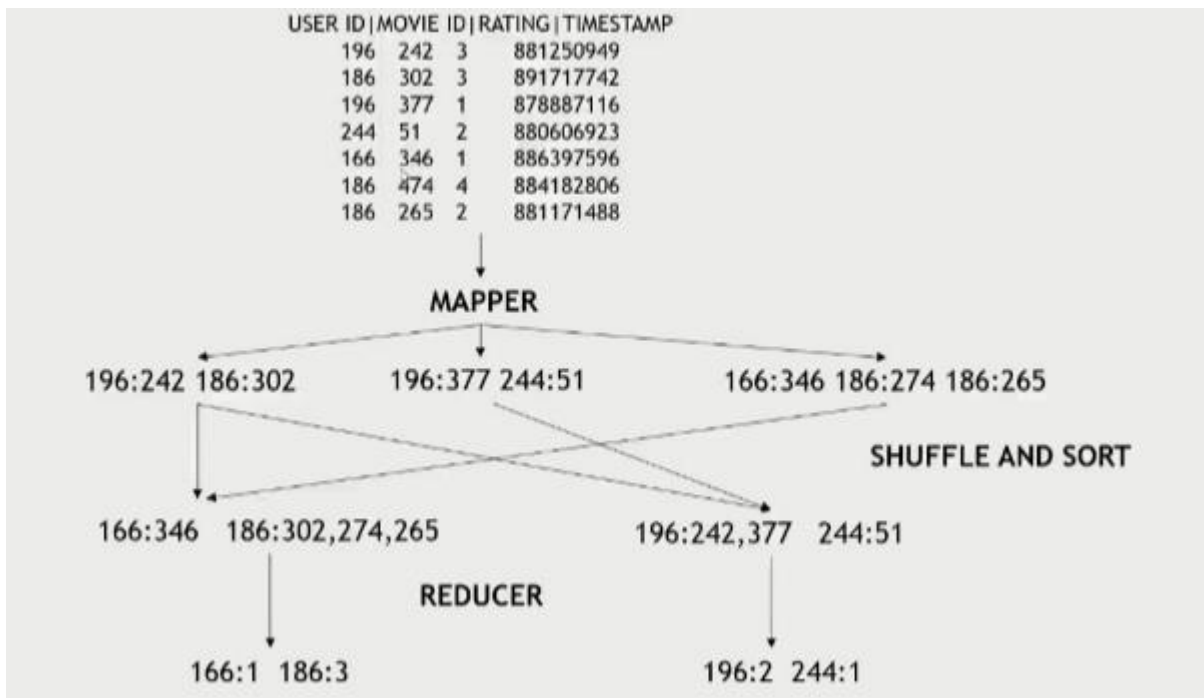 USER ID|MOVIE ID|RATING|TIMESTAMP
196 242 3 881250949
186 302 3 891717742
196 377 1 878887116
244 51 2 880606923
166 346 1 886397596
186 474 4 884182806
186 265 2 881171488
MAPPER
196:242 186:302 196:377 244:51 166:346 186:274 186:265
SHUFFLE AND SORT
166:346 186:302,274,265 196:242,377 244:51
REDUCER
166:1 186:3 196:2 244:1